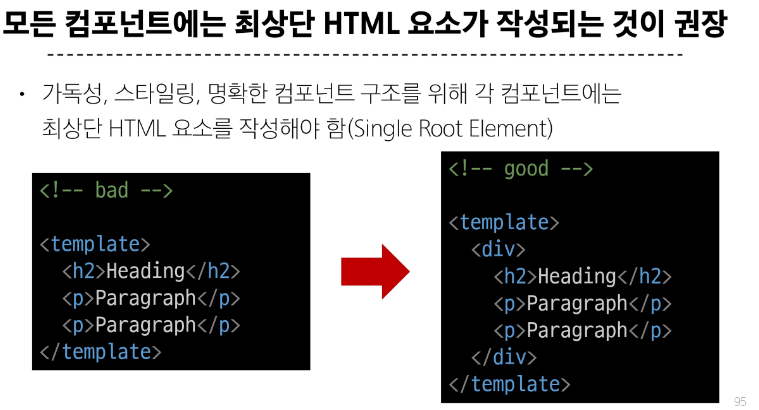 모든 컴포넌트에는 최상단 HTML 요소가 작성되는 것이 권장
• 가독성, 스타일링, 명확한 컴포넌트 구조를 위해 각 컴포넌트에는
최상단 HTML 요소를 작성해야 함(Single Root Element)
<!-- bad -->
<template>
  <h2>Heading</h2>
  <p>Paragraph</p>
  <p>Paragraph</p>
</template>
<!-- good -->
<template>
  <div>
    <h2>Heading</h2>
    <p>Paragraph</p>
    <p>Paragraph</p>
  </div>
</template>
95